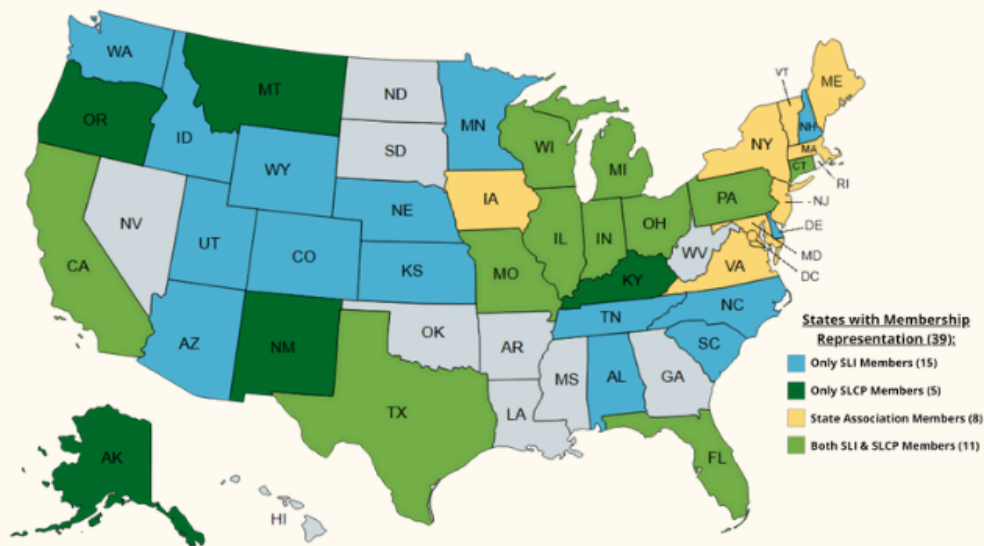 WA
MT
ND
MN
VT
ME
OR
ID
SD
WI
MI
NY
NH
MA
CT
RI
WY
IA
PA
NJ
NV
NE
IL
IN
OH
DE
UT
CO
KS
MO
WV
MD
DC
CA
KY
VA
AZ
NM
OK
AR
TN
NC
SC
MS
AL
GA
TX
LA
FL
AK
HI
States with Membership
Representation (39):
Only SLI Members (15)
Only SLCP Members (5)
State Association Members (8)
Both SLI & SLCP Members (11)